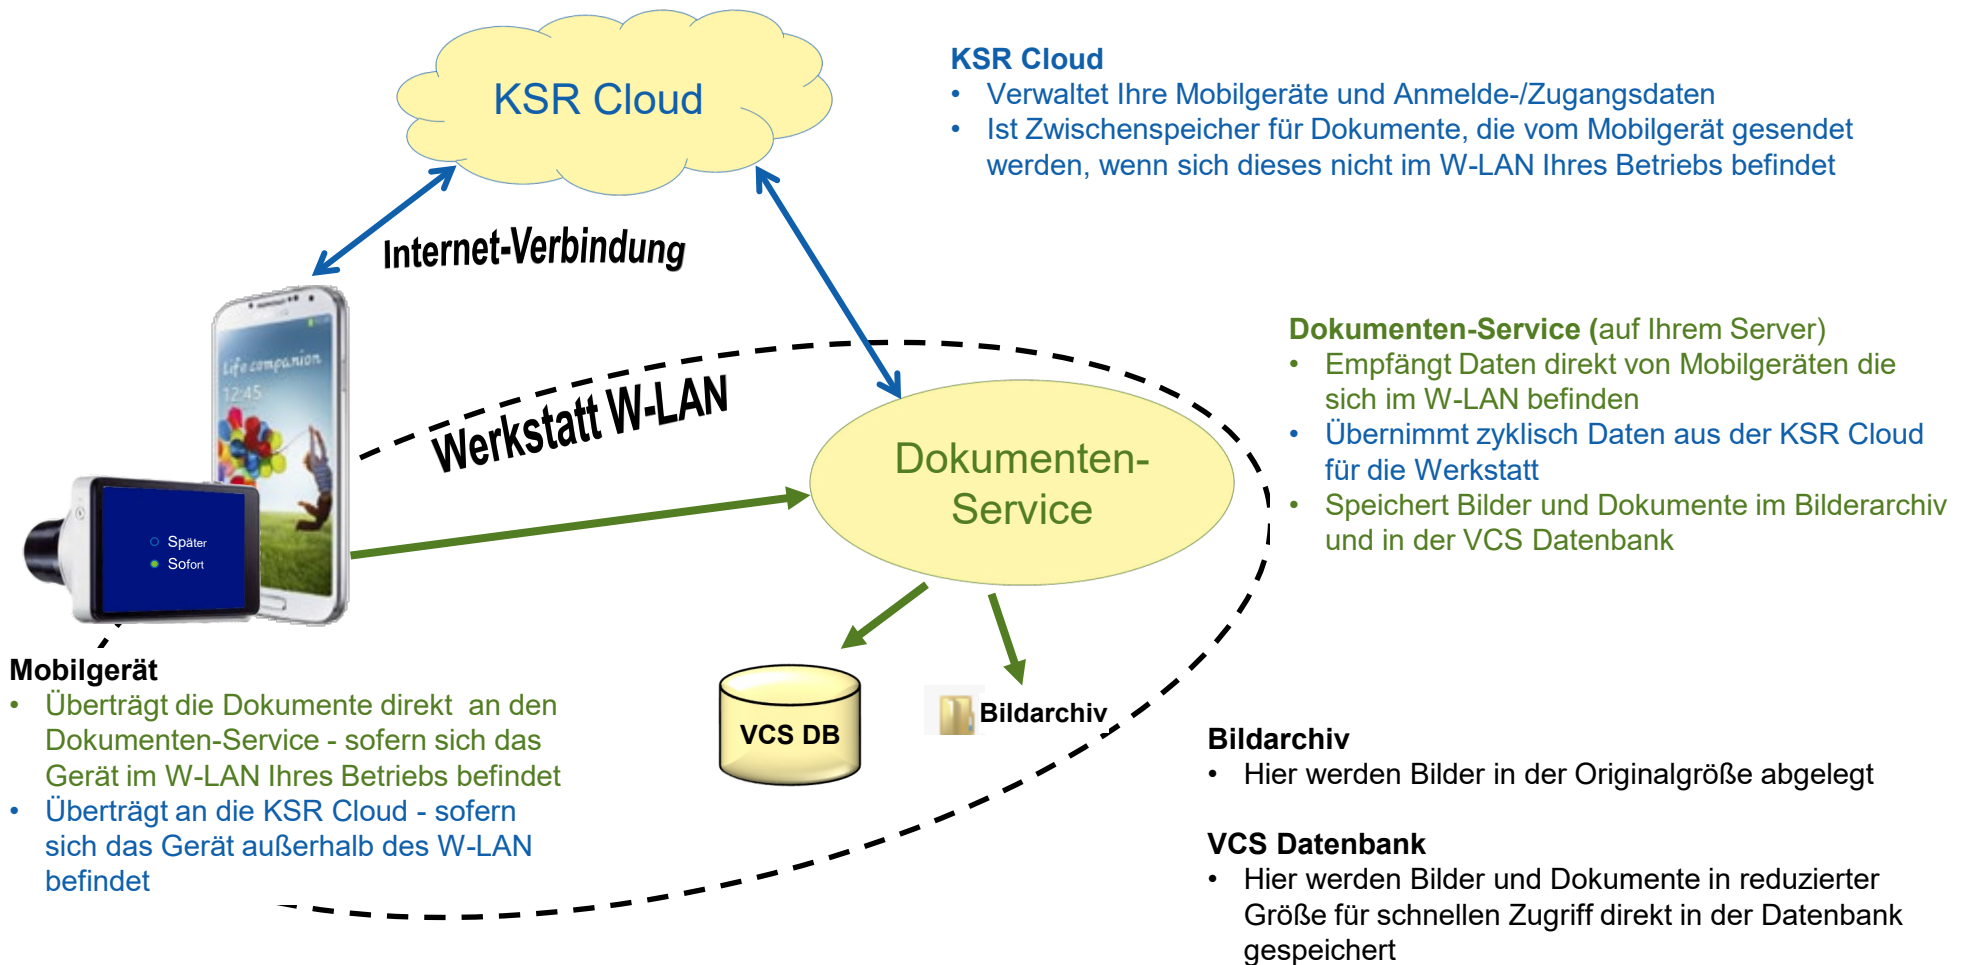 KSR Cloud
KSR Cloud
• Verwaltet Ihre Mobilgeräte und Anmelde-/Zugangsdaten
• Ist Zwischenspeicher für Dokumente, die vom Mobilgerät gesendet
werden, wenn sich dieses nicht im W-LAN Ihres Betriebs befindet
Internet-Verbindung
Life companion
12:45
Werkstatt W-LAN
Dokumenten-
Service
Dokumenten-Service (auf Ihrem Server)
• Empfängt Daten direkt von Mobilgeräten die
sich im W-LAN befinden
• Übernimmt zyklisch Daten aus der KSR Cloud
für die Werkstatt
• Speichert Bilder und Dokumente im Bilderarchiv
und in der VCS Datenbank
Später
Sofort
Mobilgerät
• Überträgt die Dokumente direkt an den
Dokumenten-Service - sofern sich das
Gerät im W-LAN Ihres Betriebs befindet
• Überträgt an die KSR Cloud - sofern
sich das Gerät außerhalb des W-LAN
befindet
VCS DB
Bildarchiv
Bildarchiv
• Hier werden Bilder in der Originalgröße abgelegt
VCS Datenbank
• Hier werden Bilder und Dokumente in reduzierter
Größe für schnellen Zugriff direkt in der Datenbank
gespeichert